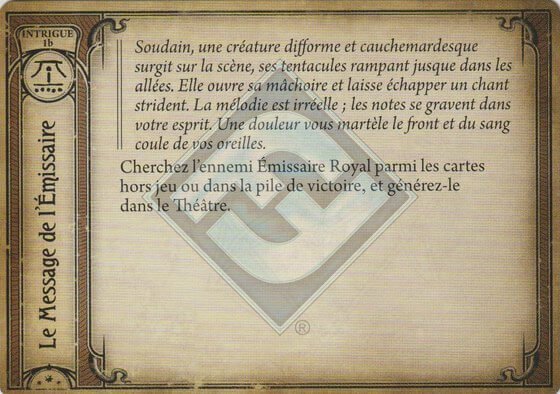 INTRIGUE
1b
Le Message de l'Émissaire
Soudain, une créature difforme et cauchemardesque
surgit sur la scène, ses tentacules rampant jusque dans les
allées. Elle ouvre sa mâchoire et laisse échapper un chant
strident. La mélodie est irréelle ; les notes se gravent dans
votre esprit. Une douleur vous martèle le front et du sang
coule de vos oreilles.
Cherchez l'ennemi Émissaire Royal parmi les cartes
hors jeu ou dans la pile de victoire, et générez-le
dans le Théâtre.
®